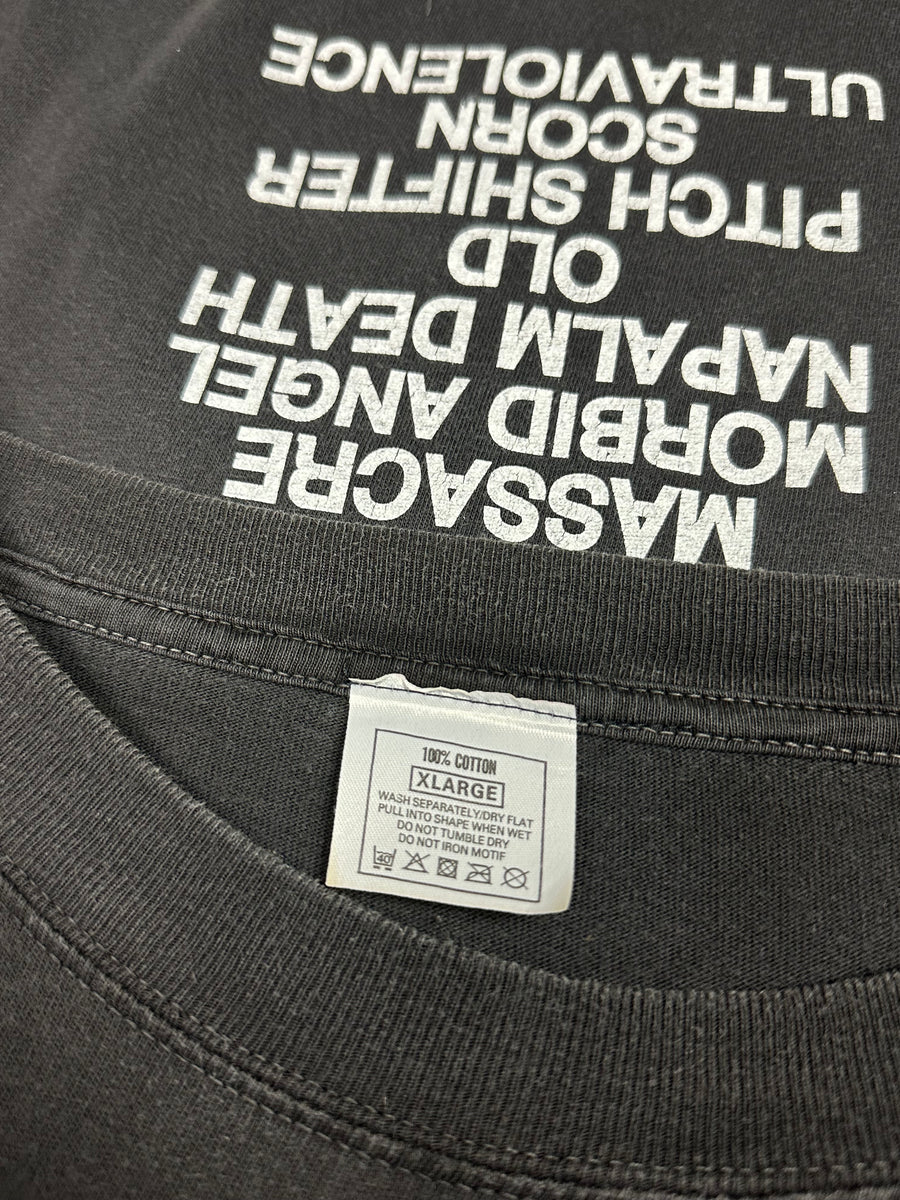 ULTRAVIOLENCE
SCORN
PITCH SHIFTER
OLD
NAPALM DEATH
MORBID ANGEL
MASSACRE
100% COTTON
XLARGE
WASH SEPARATELY/DRY FLAT
PULL INTO SHAPE WHEN WET
DO NOT TUMBLE DRY
DO NOT IRON MOTIF
40